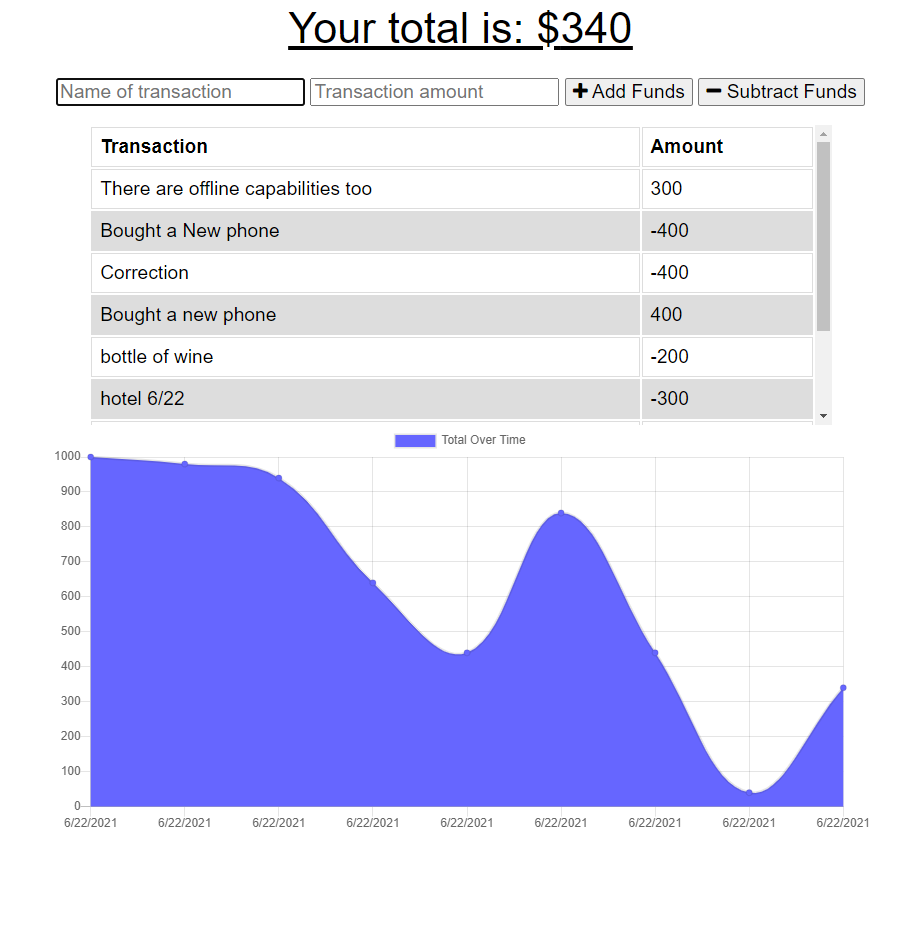 Your total is: $340
Name of transaction Transaction amount Add Funds Subtract Funds
Transaction Amount
There are offline capabilities too 300
Bought a New phone -400
Correction -400
Bought a new phone 400
bottle of wine -200
hotel 6/22 -300
Total Over Time
1000
900
800
700
600
500
400
300
200
100
0
6/22/2021 6/22/2021 6/22/2021 6/22/2021 6/22/2021 6/22/2021 6/22/2021 6/22/2021 6/22/2021